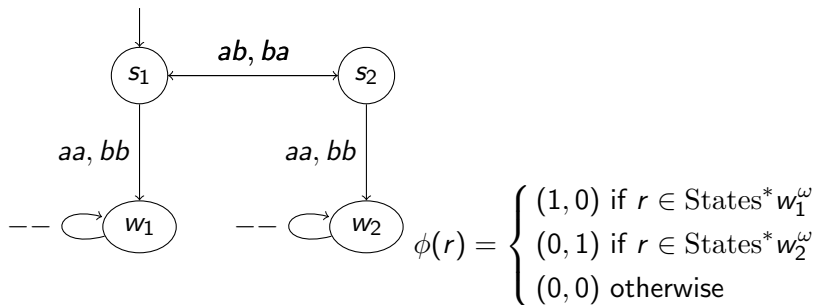 ab, ba
s₁ s₂
aa, bb aa, bb
−− w₁ −− w₂
ϕ(r) = { (1, 0) if r ∈ States* w₁^ω
(0, 1) if r ∈ States* w₂^ω
(0, 0) otherwise